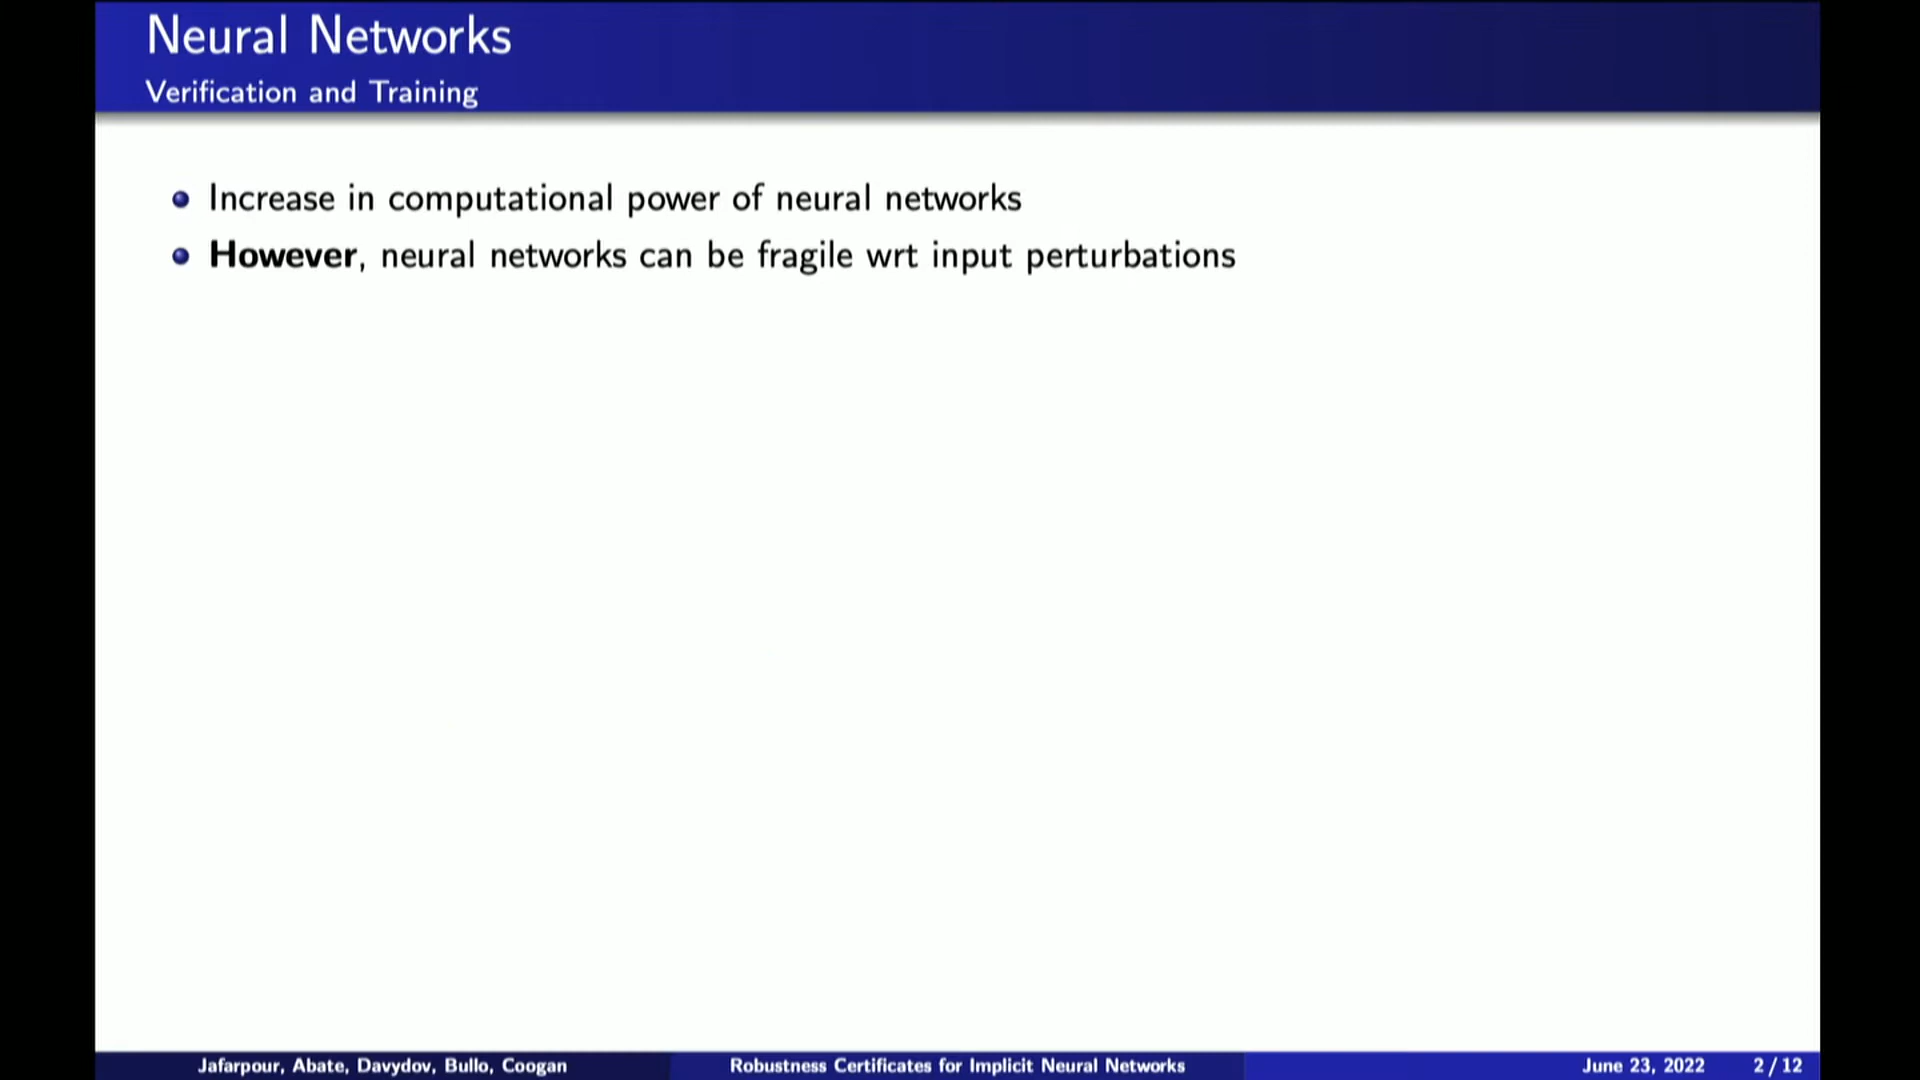 Neural Networks
Verification and Training
Increase in computational power of neural networks
However, neural networks can be fragile wrt input perturbations
Jafarpour, Abate, Davydov, Bullo, Coogan
Robustness Certificates for Implicit Neural Networks
June 23, 2022
2 / 12